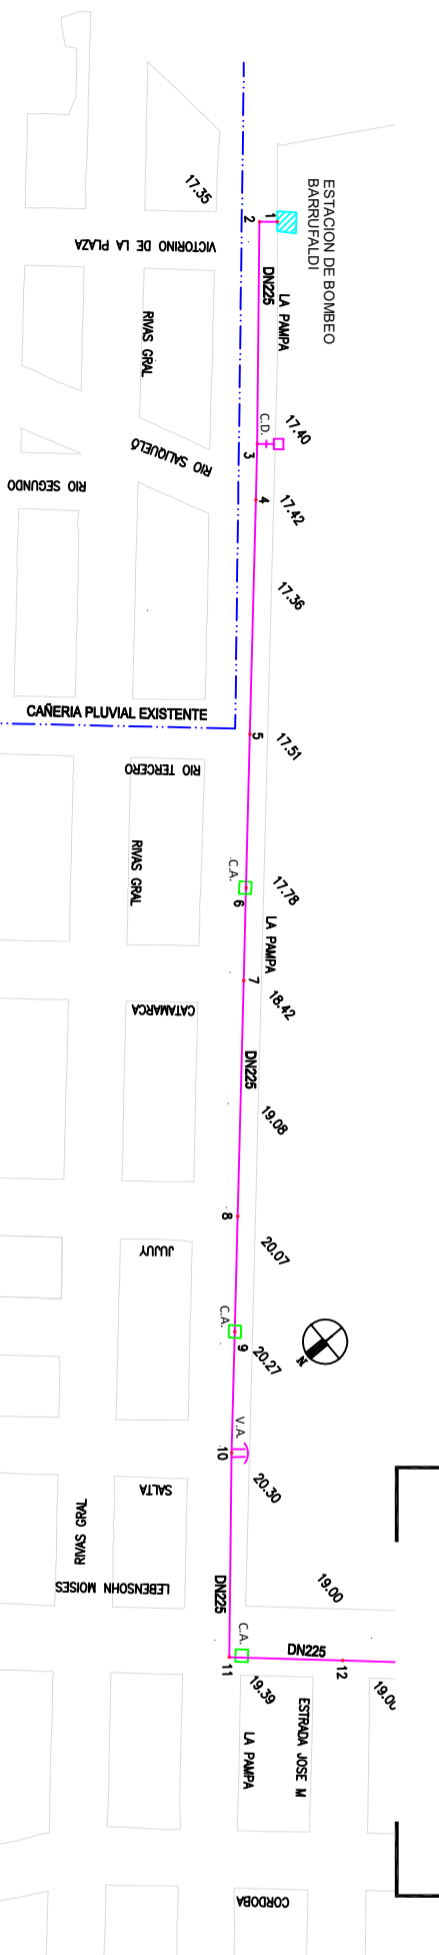 ESTACION DE BOMBEO
BARRUFALDI
17.35
1
2
VICTORINO DE LA PLAZA
DN225
LA PAMPA
RIVAS GRAL
17.40
C.D.
3
RIO SALIQUELÓ
RIO SEGUNDO
4
17.42
17.36
CAÑERIA PLUVIAL EXISTENTE
5
17.51
RIO TERCERO
RIVAS GRAL
C.A.
17.78
6
LA PAMPA
7
18.42
CATAMARCA
DN225
19.08
8
20.07
JUJUY
C.A.
9
20.27
N
V.A.
10
20.30
SALTA
RIVAS GRAL
LEBENSOHN MOISES
DN225
19.00
C.A.
DN225
11
12
19.39
19.00
ESTRADA JOSE M
LA PAMPA
CORDOBA